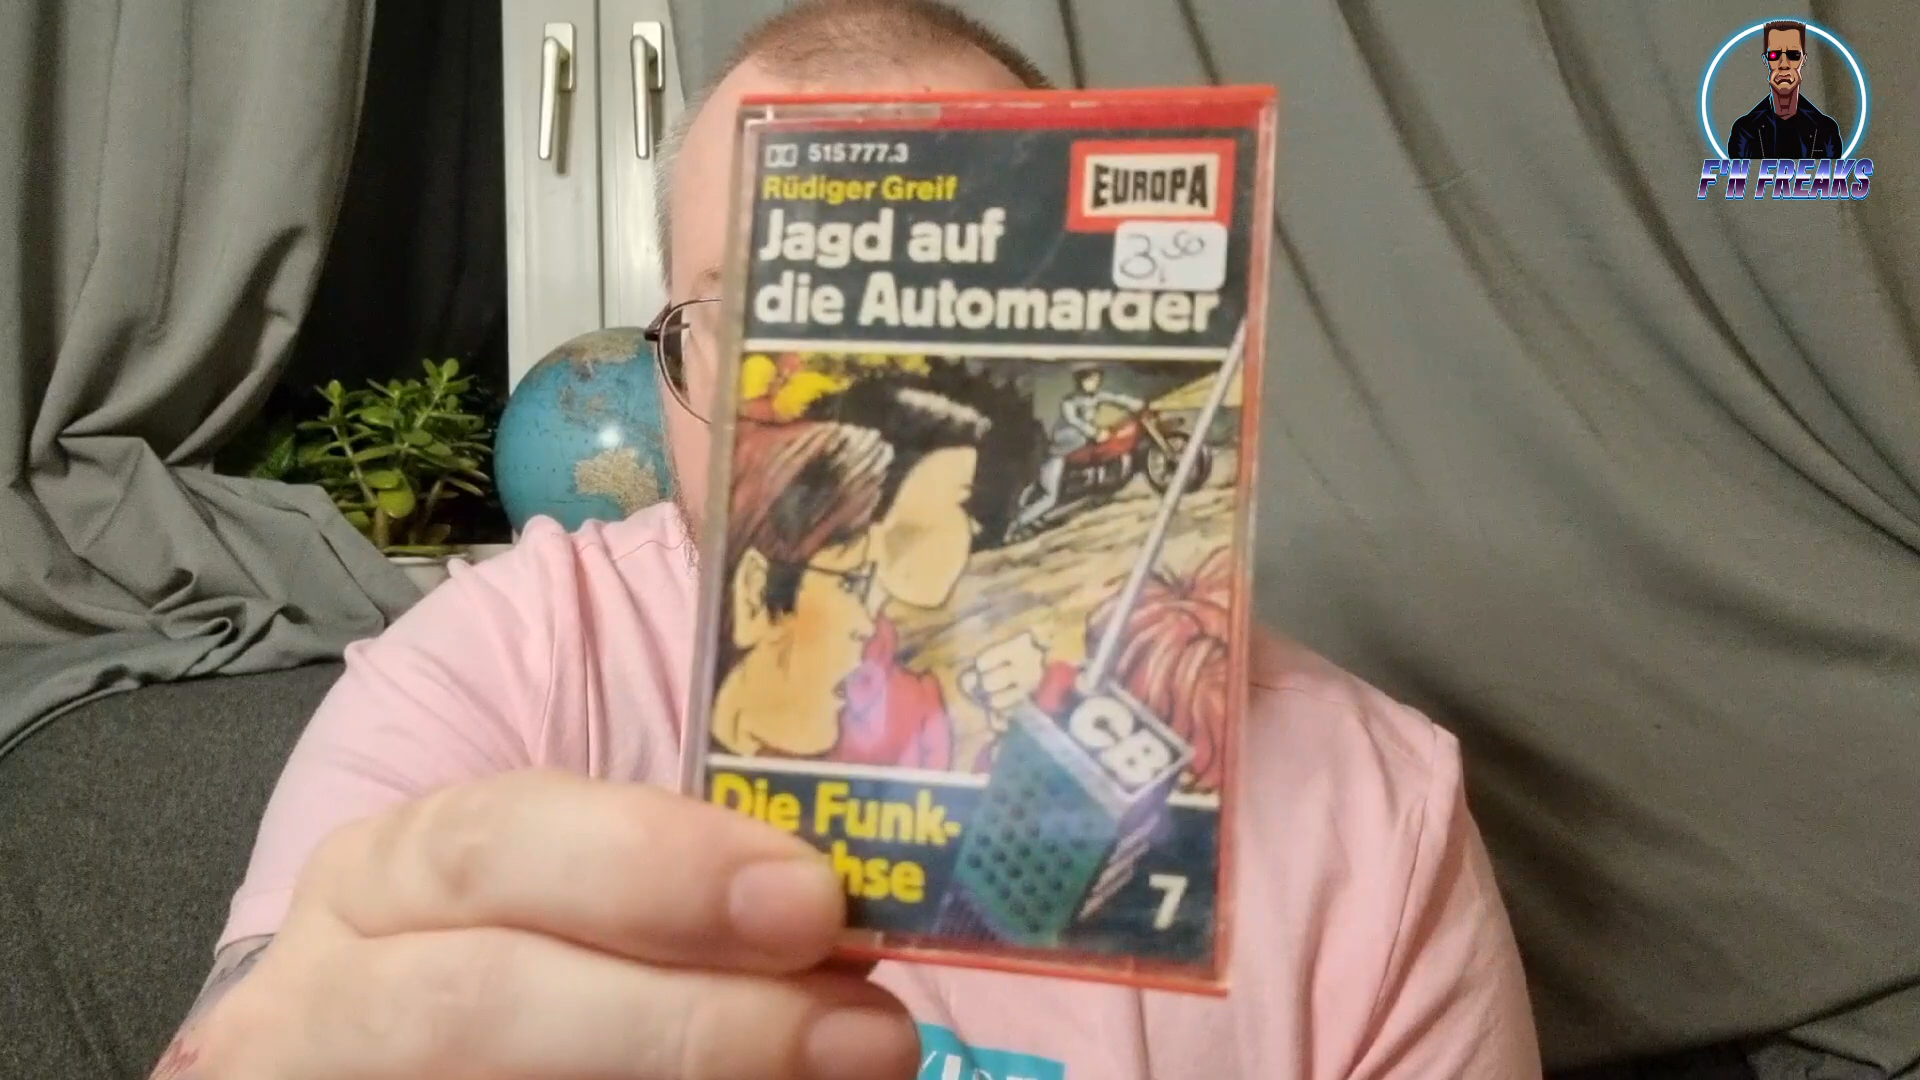 515 777.3
Rüdiger Greif
Jagd auf
die Automarder
EUROPA
3,50
CB
Die Funk-
7
F'N FREAKS